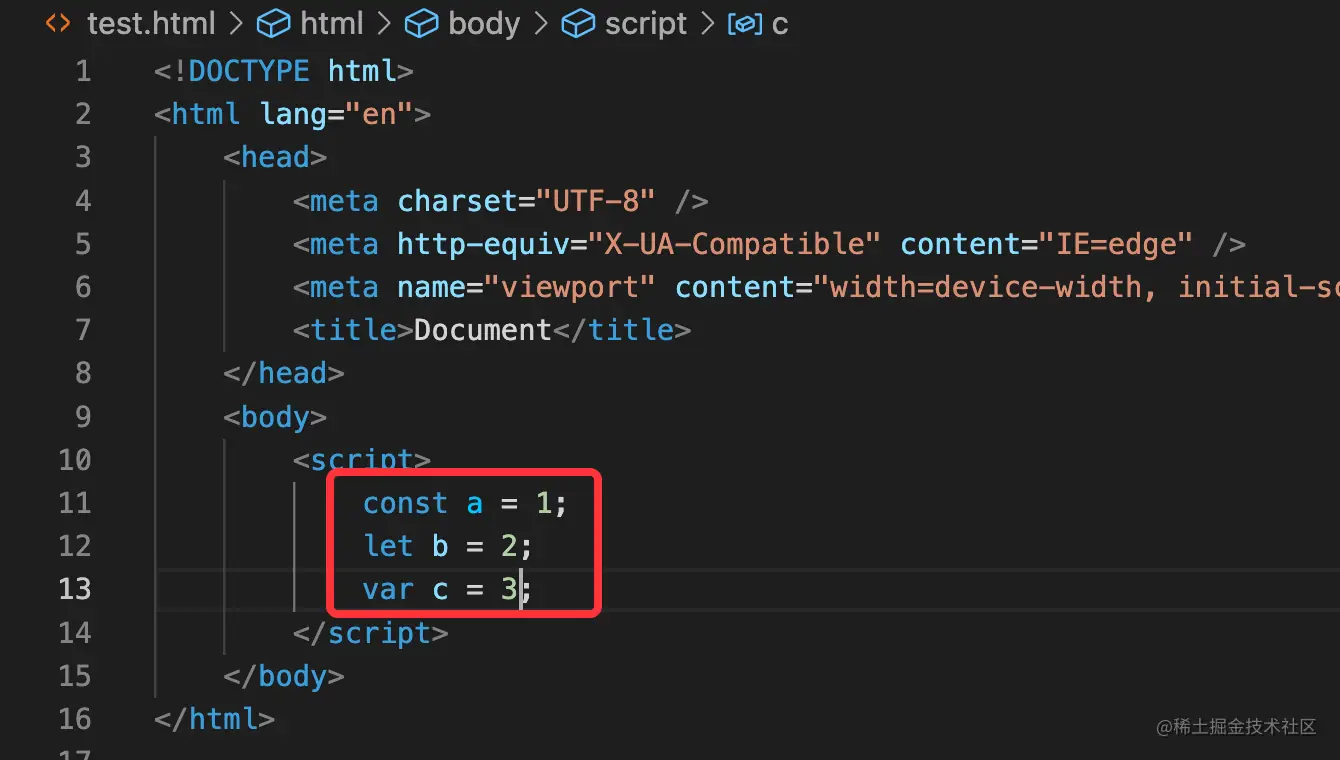 test.html > html > body > script > c
1 <!DOCTYPE html>
2 <html lang="en">
3 <head>
4 <meta charset="UTF-8" />
5 <meta http-equiv="X-UA-Compatible" content="IE=edge" />
6 <meta name="viewport" content="width=device-width, 
7 <title>Document</title>
8 </head>
9 <body>
10 <script>
11 const a = 1;
12 let b = 2;
13 var c = 3;
14 </script>
15 </body>
16 </html>
17
@稀土掘金技术社区